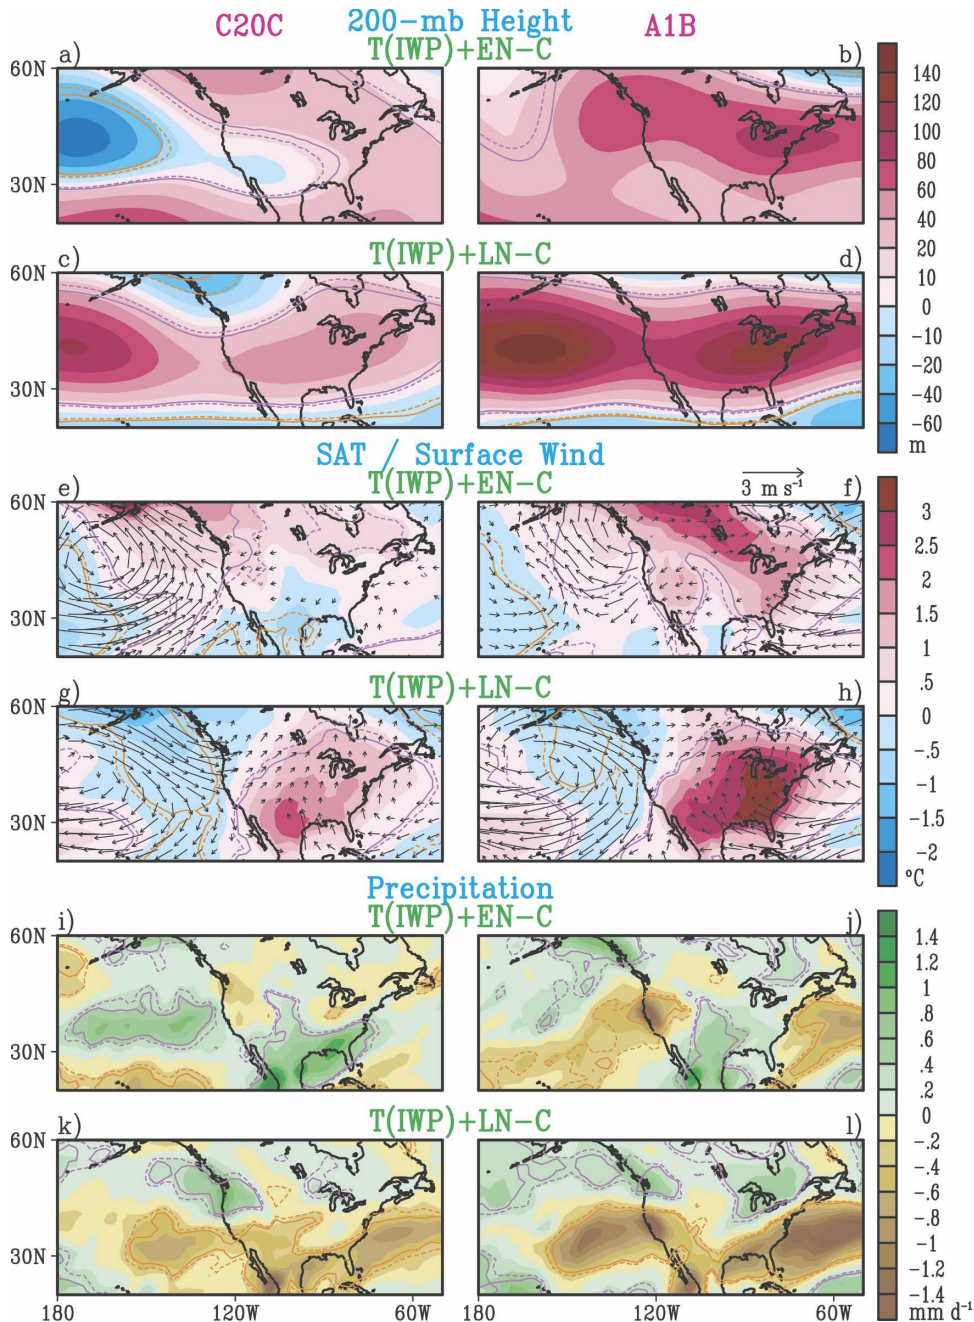 C20C 200-mb Height A1B
a) T(IWP)+EN-C b)
60N
30N
140
120
100
80
60
40
20
10
0
-10
-20
-40
-60
m
c) T(IWP)+LN-C d)
60N
30N
SAT / Surface Wind
e) T(IWP)+EN-C 3 m s⁻¹ f)
60N
30N
3
2.5
2
1.5
1
.5
0
-.5
-1
-1.5
-2
°C
g) T(IWP)+LN-C h)
60N
30N
Precipitation
i) T(IWP)+EN-C j)
60N
30N
1.4
1.2
1
.8
.6
.4
.2
0
-.2
-.4
-.6
-.8
-1
-1.2
-1.4
mm d⁻¹
k) T(IWP)+LN-C l)
60N
30N
180 120W 60W 180 120W 60W